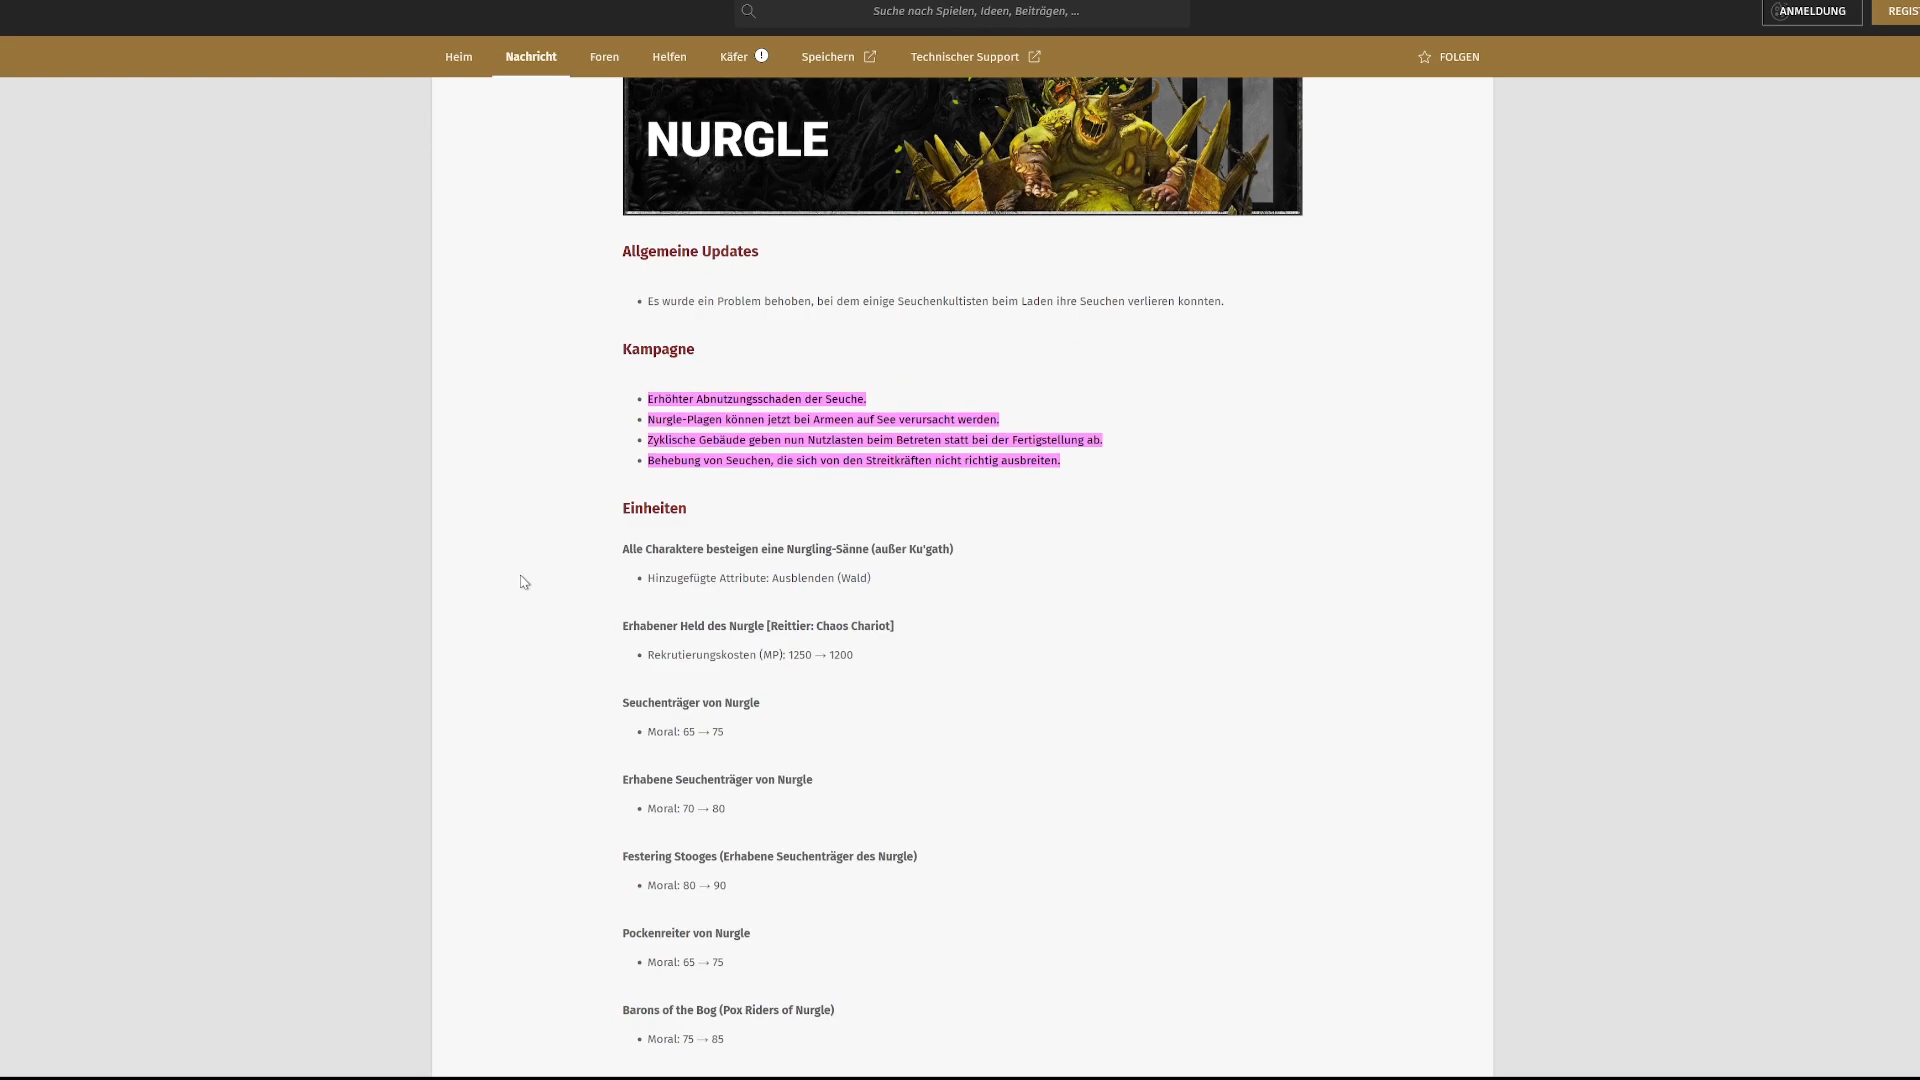 Suche nach Spielen, Ideen, Beiträgen, ...
ANMELDUNG
REGIS
Heim
Nachricht
Foren
Helfen
Käfer
Speichern
Technischer Support
FOLGEN
NURGLE
Allgemeine Updates
• Es wurde ein Problem behoben, bei dem einige Seuchenkultisten beim Laden ihre Seuchen verlieren konnten.
Kampagne
• Erhöhter Abnutzungsschaden der Seuche.
• Nurgle-Plagen können jetzt bei Armeen auf See verursacht werden.
• Zyklische Gebäude geben nun Nutzlasten beim Betreten statt bei der Fertigstellung ab.
• Behebung von Seuchen, die sich von den Streitkräften nicht richtig ausbreiten.
Einheiten
Alle Charaktere besteigen eine Nurgling-Sänne (außer Ku'gath)
• Hinzugefügte Attribute: Ausblenden (Wald)
Erhabener Held des Nurgle [Reittier: Chaos Chariot]
• Rekrutierungskosten (MP): 1250 → 1200
Seuchenträger von Nurgle
• Moral: 65 → 75
Erhabene Seuchenträger von Nurgle
• Moral: 70 → 80
Festering Stooges (Erhabene Seuchenträger des Nurgle)
• Moral: 80 → 90
Pockenreiter von Nurgle
• Moral: 65 → 75
Barons of the Bog (Pox Riders of Nurgle)
• Moral: 75 → 85